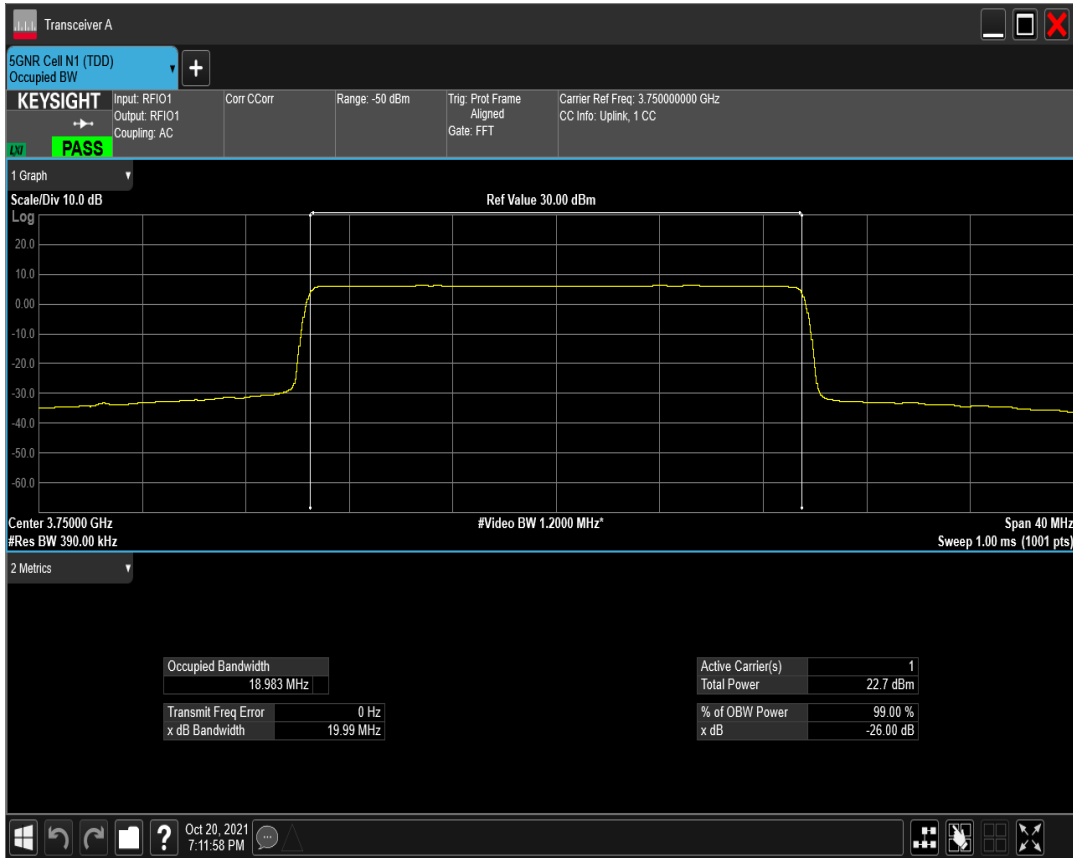 Transceiver A
5GNR Cell N1 (TDD)
Occupied BW
+
KEYSIGHT
LXI
PASS
Input: RFIO1
Output: RFIO1
Coupling: AC
Corr CCorr
Range: -50 dBm
Trig: Prot Frame
Aligned
Gate: FFT
Carrier Ref Freq: 3.750000000 GHz
CC Info: Uplink, 1 CC
1 Graph
Scale/Div 10.0 dB
Ref Value 30.00 dBm
Log
20.0
10.0
0.00
-10.0
-20.0
-30.0
-40.0
-50.0
-60.0
Center 3.75000 GHz
#Video BW 1.2000 MHz*
Span 40 MHz
#Res BW 390.00 kHz
Sweep 1.00 ms (1001 pts)
2 Metrics
Occupied Bandwidth
18.983 MHz
Transmit Freq Error 0 Hz
x dB Bandwidth 19.99 MHz
Active Carrier(s) 1
Total Power 22.7 dBm
% of OBW Power 99.00 %
x dB -26.00 dB
?
Oct 20, 2021
7:11:58 PM